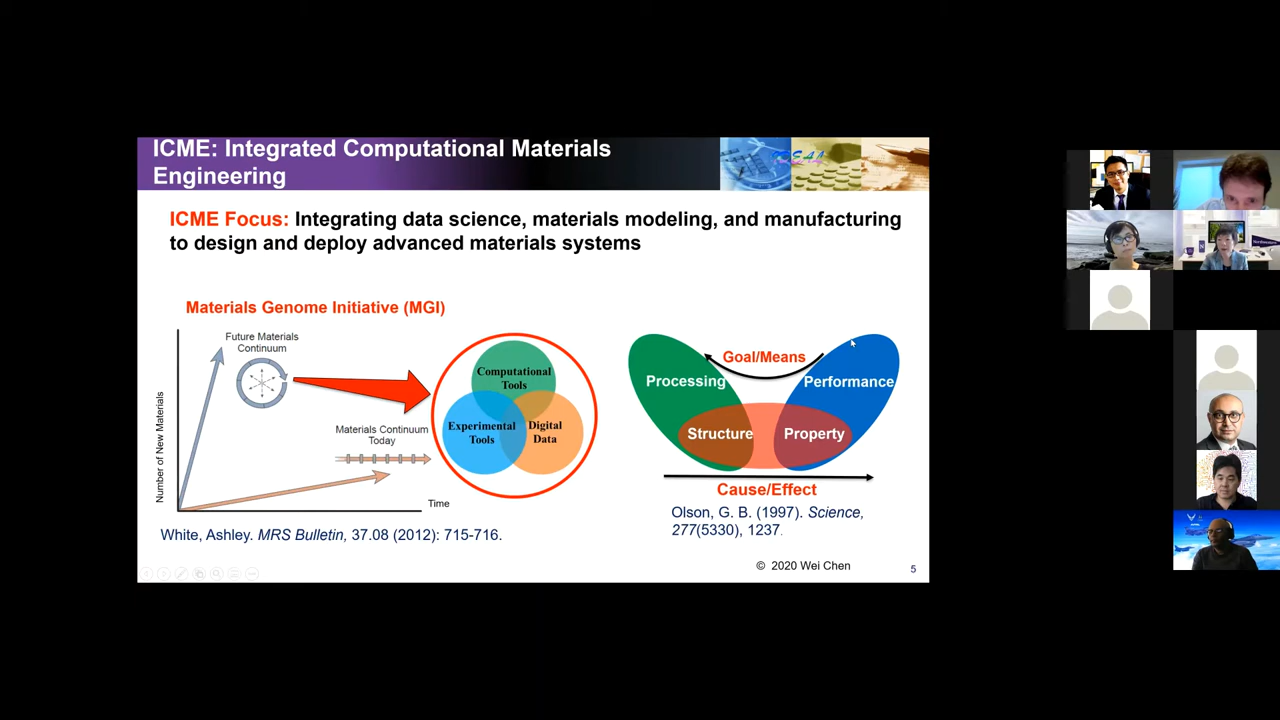 ICME: Integrated Computational Materials
Engineering
ICME Focus: Integrating data science, materials modeling, and manufacturing
to design and deploy advanced materials systems
Materials Genome Initiative (MGI)
Future Materials
Continuum
Number of New Materials
Materials Continuum
Today
Time
Computational
Tools
Experimental
Tools
Digital
Data
Goal/Means
Processing
Performance
Structure
Property
Cause/Effect
White, Ashley. MRS Bulletin, 37.08 (2012): 715-716.
Olson, G. B. (1997). Science,
277(5330), 1237.
© 2020 Wei Chen
5